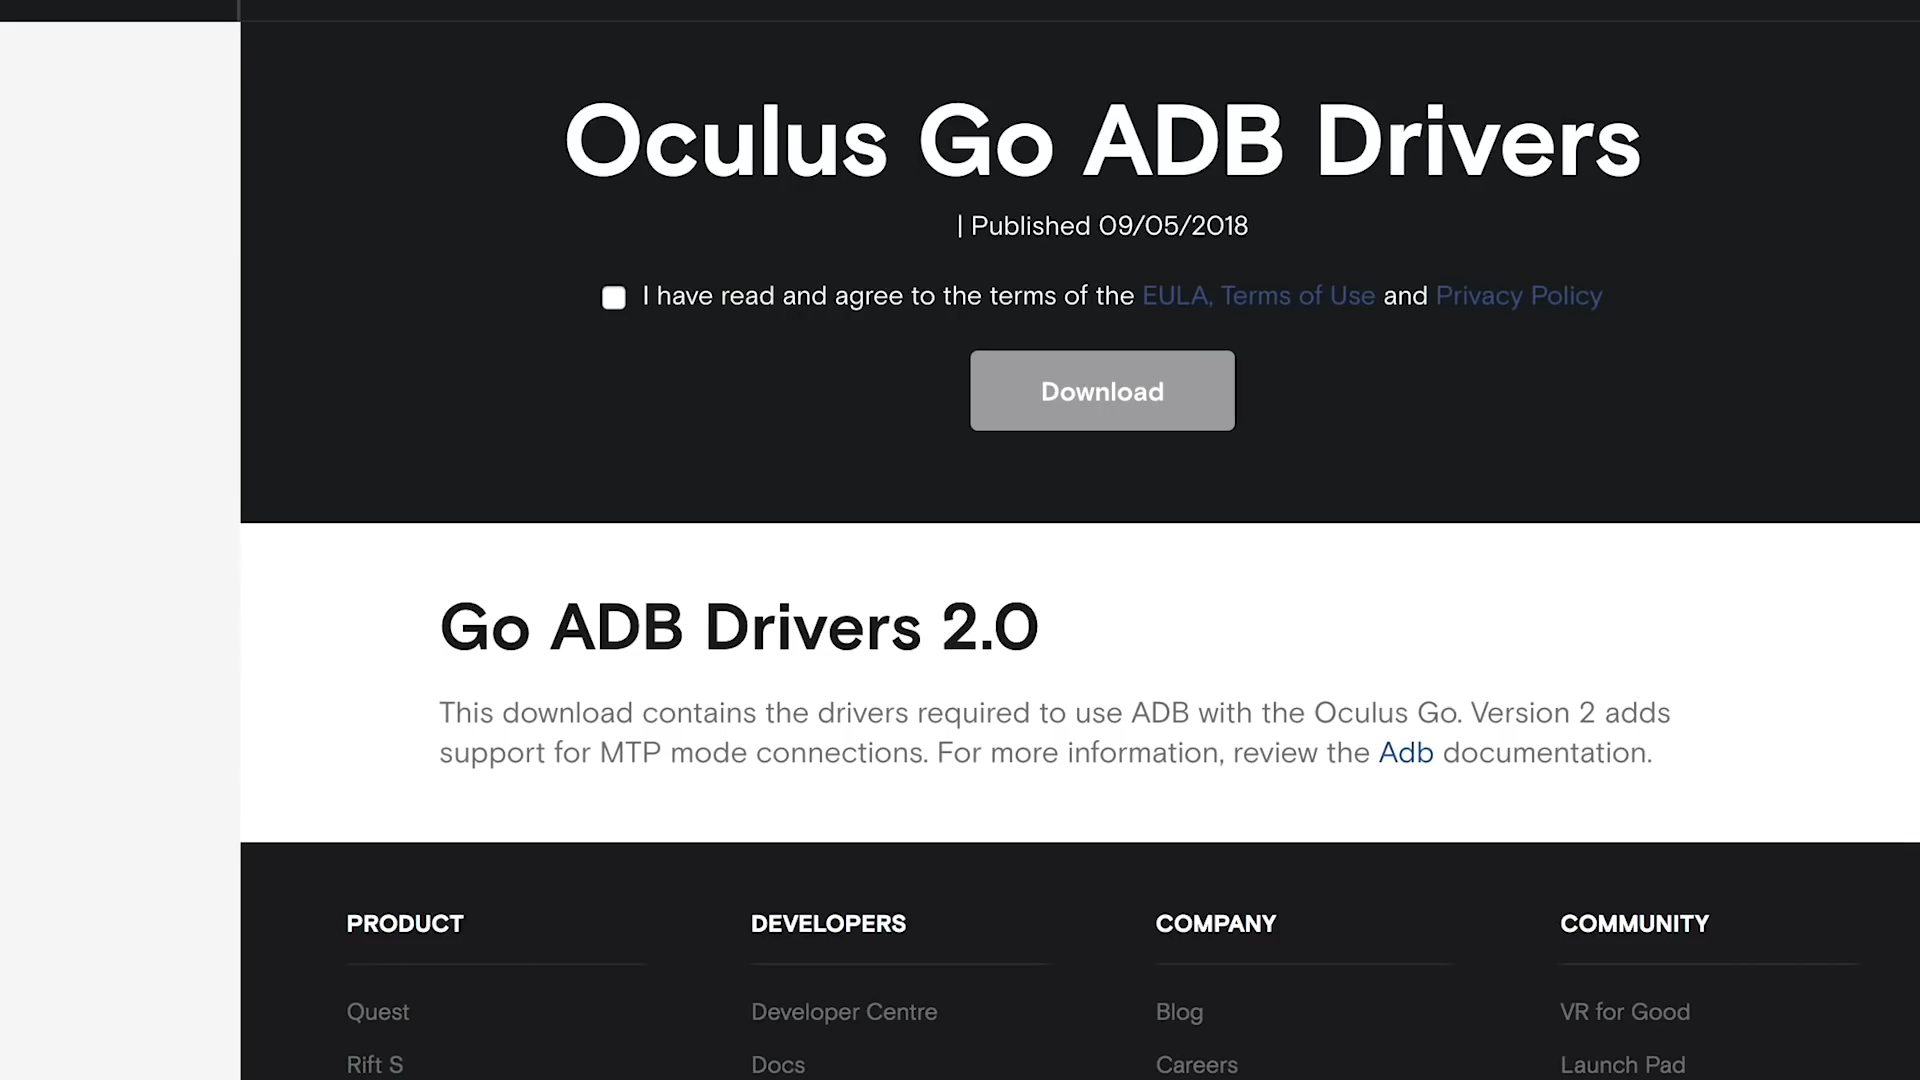 Oculus Go ADB Drivers
| Published 09/05/2018
I have read and agree to the terms of the EULA, Terms of Use and Privacy Policy
Download
Go ADB Drivers 2.0
This download contains the drivers required to use ADB with the Oculus Go. Version 2 adds
support for MTP mode connections. For more information, review the Adb documentation.
PRODUCT DEVELOPERS COMPANY COMMUNITY
Quest Developer Centre Blog VR for Good
Rift S Docs Careers Launch Pad